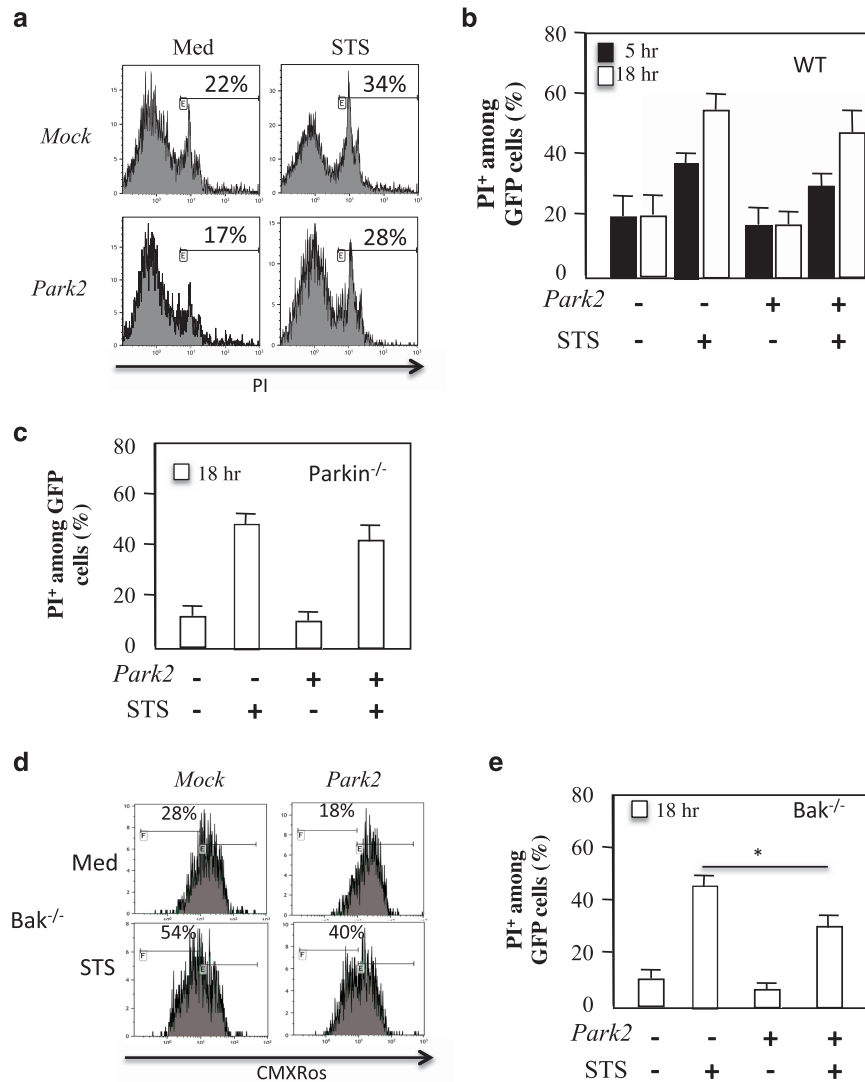 a
Med STS
Mock
22%
E
34%
E
Park2
17%
E
28%
E
PI
b
PI+ among
GFP cells (%)
80
60
40
20
0
5 hr
18 hr
WT
Park2 - - + +
STS - + - +
c
PI+ among GFP
cells (%)
80
60
40
20
0
18 hr
Parkin-/-
Park2 - - + +
STS - + - +
d
Mock Park2
Bak-/-
Med
28%
F
E
18%
F
E
STS
54%
F
E
40%
F
E
CMXRos
e
PI+ among
GFP cells (%)
80
60
40
20
0
18 hr
Bak-/-
*
Park2 - - + +
STS - + - +